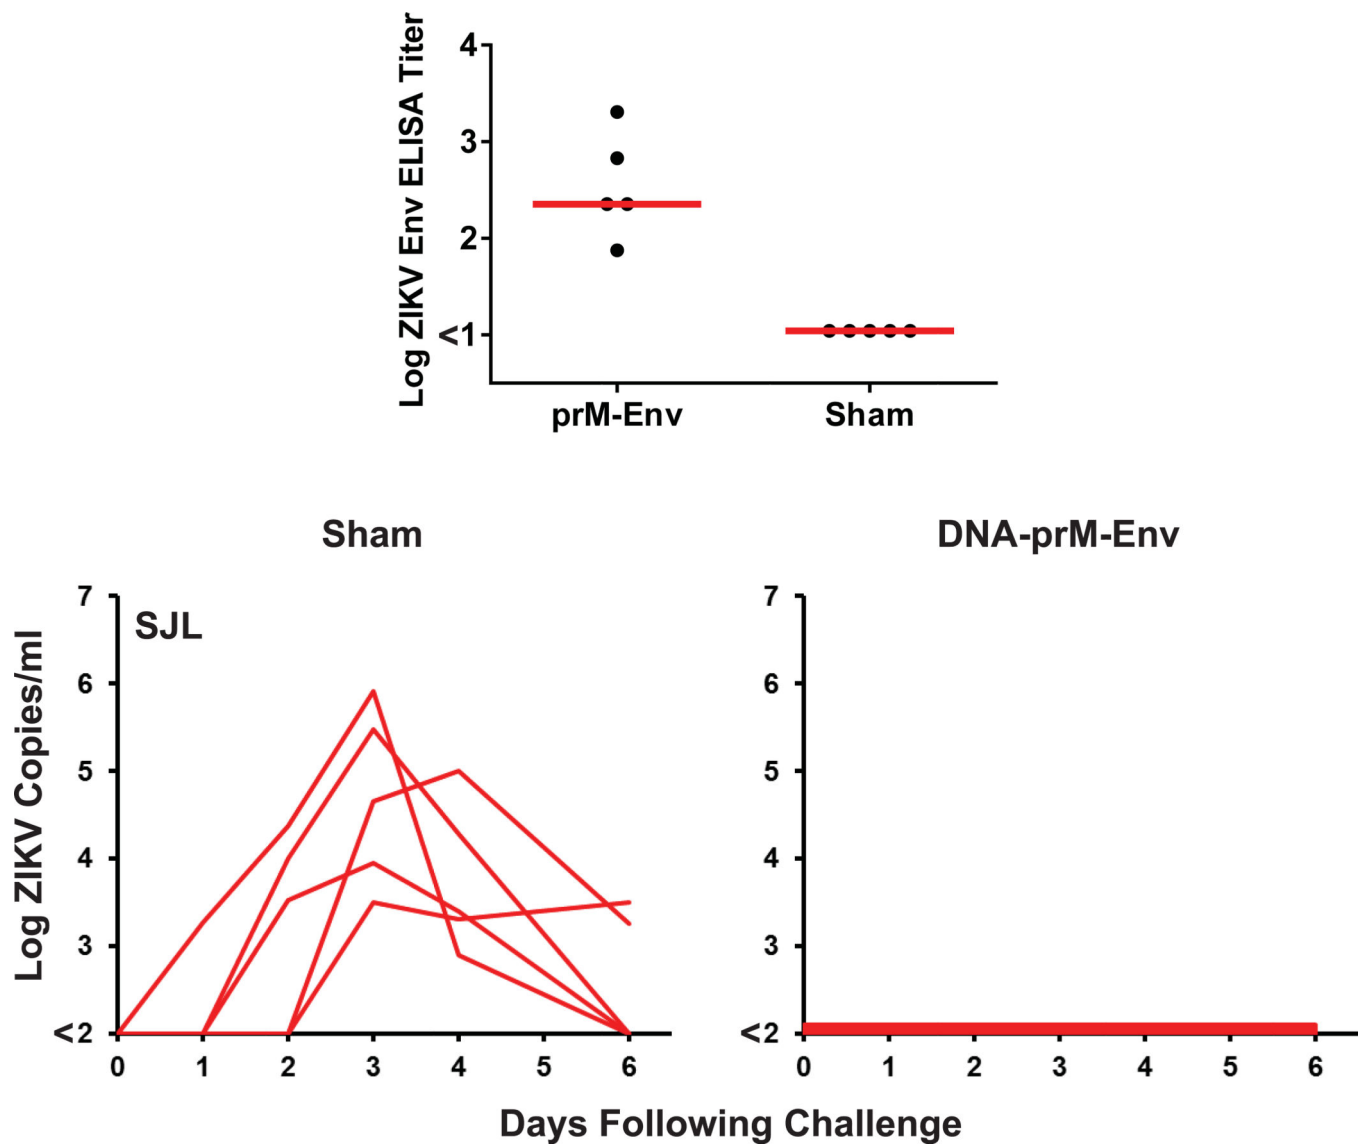 Log ZIKV Env ELISA Titer
4
3
2
<1
prM-Env Sham
Sham
DNA-prM-Env
SJL
Log ZIKV Copies/ml
7
6
5
4
3
<2
0 1 2 3 4 5 6
7
6
5
4
3
<2
0 1 2 3 4 5 6
Days Following Challenge